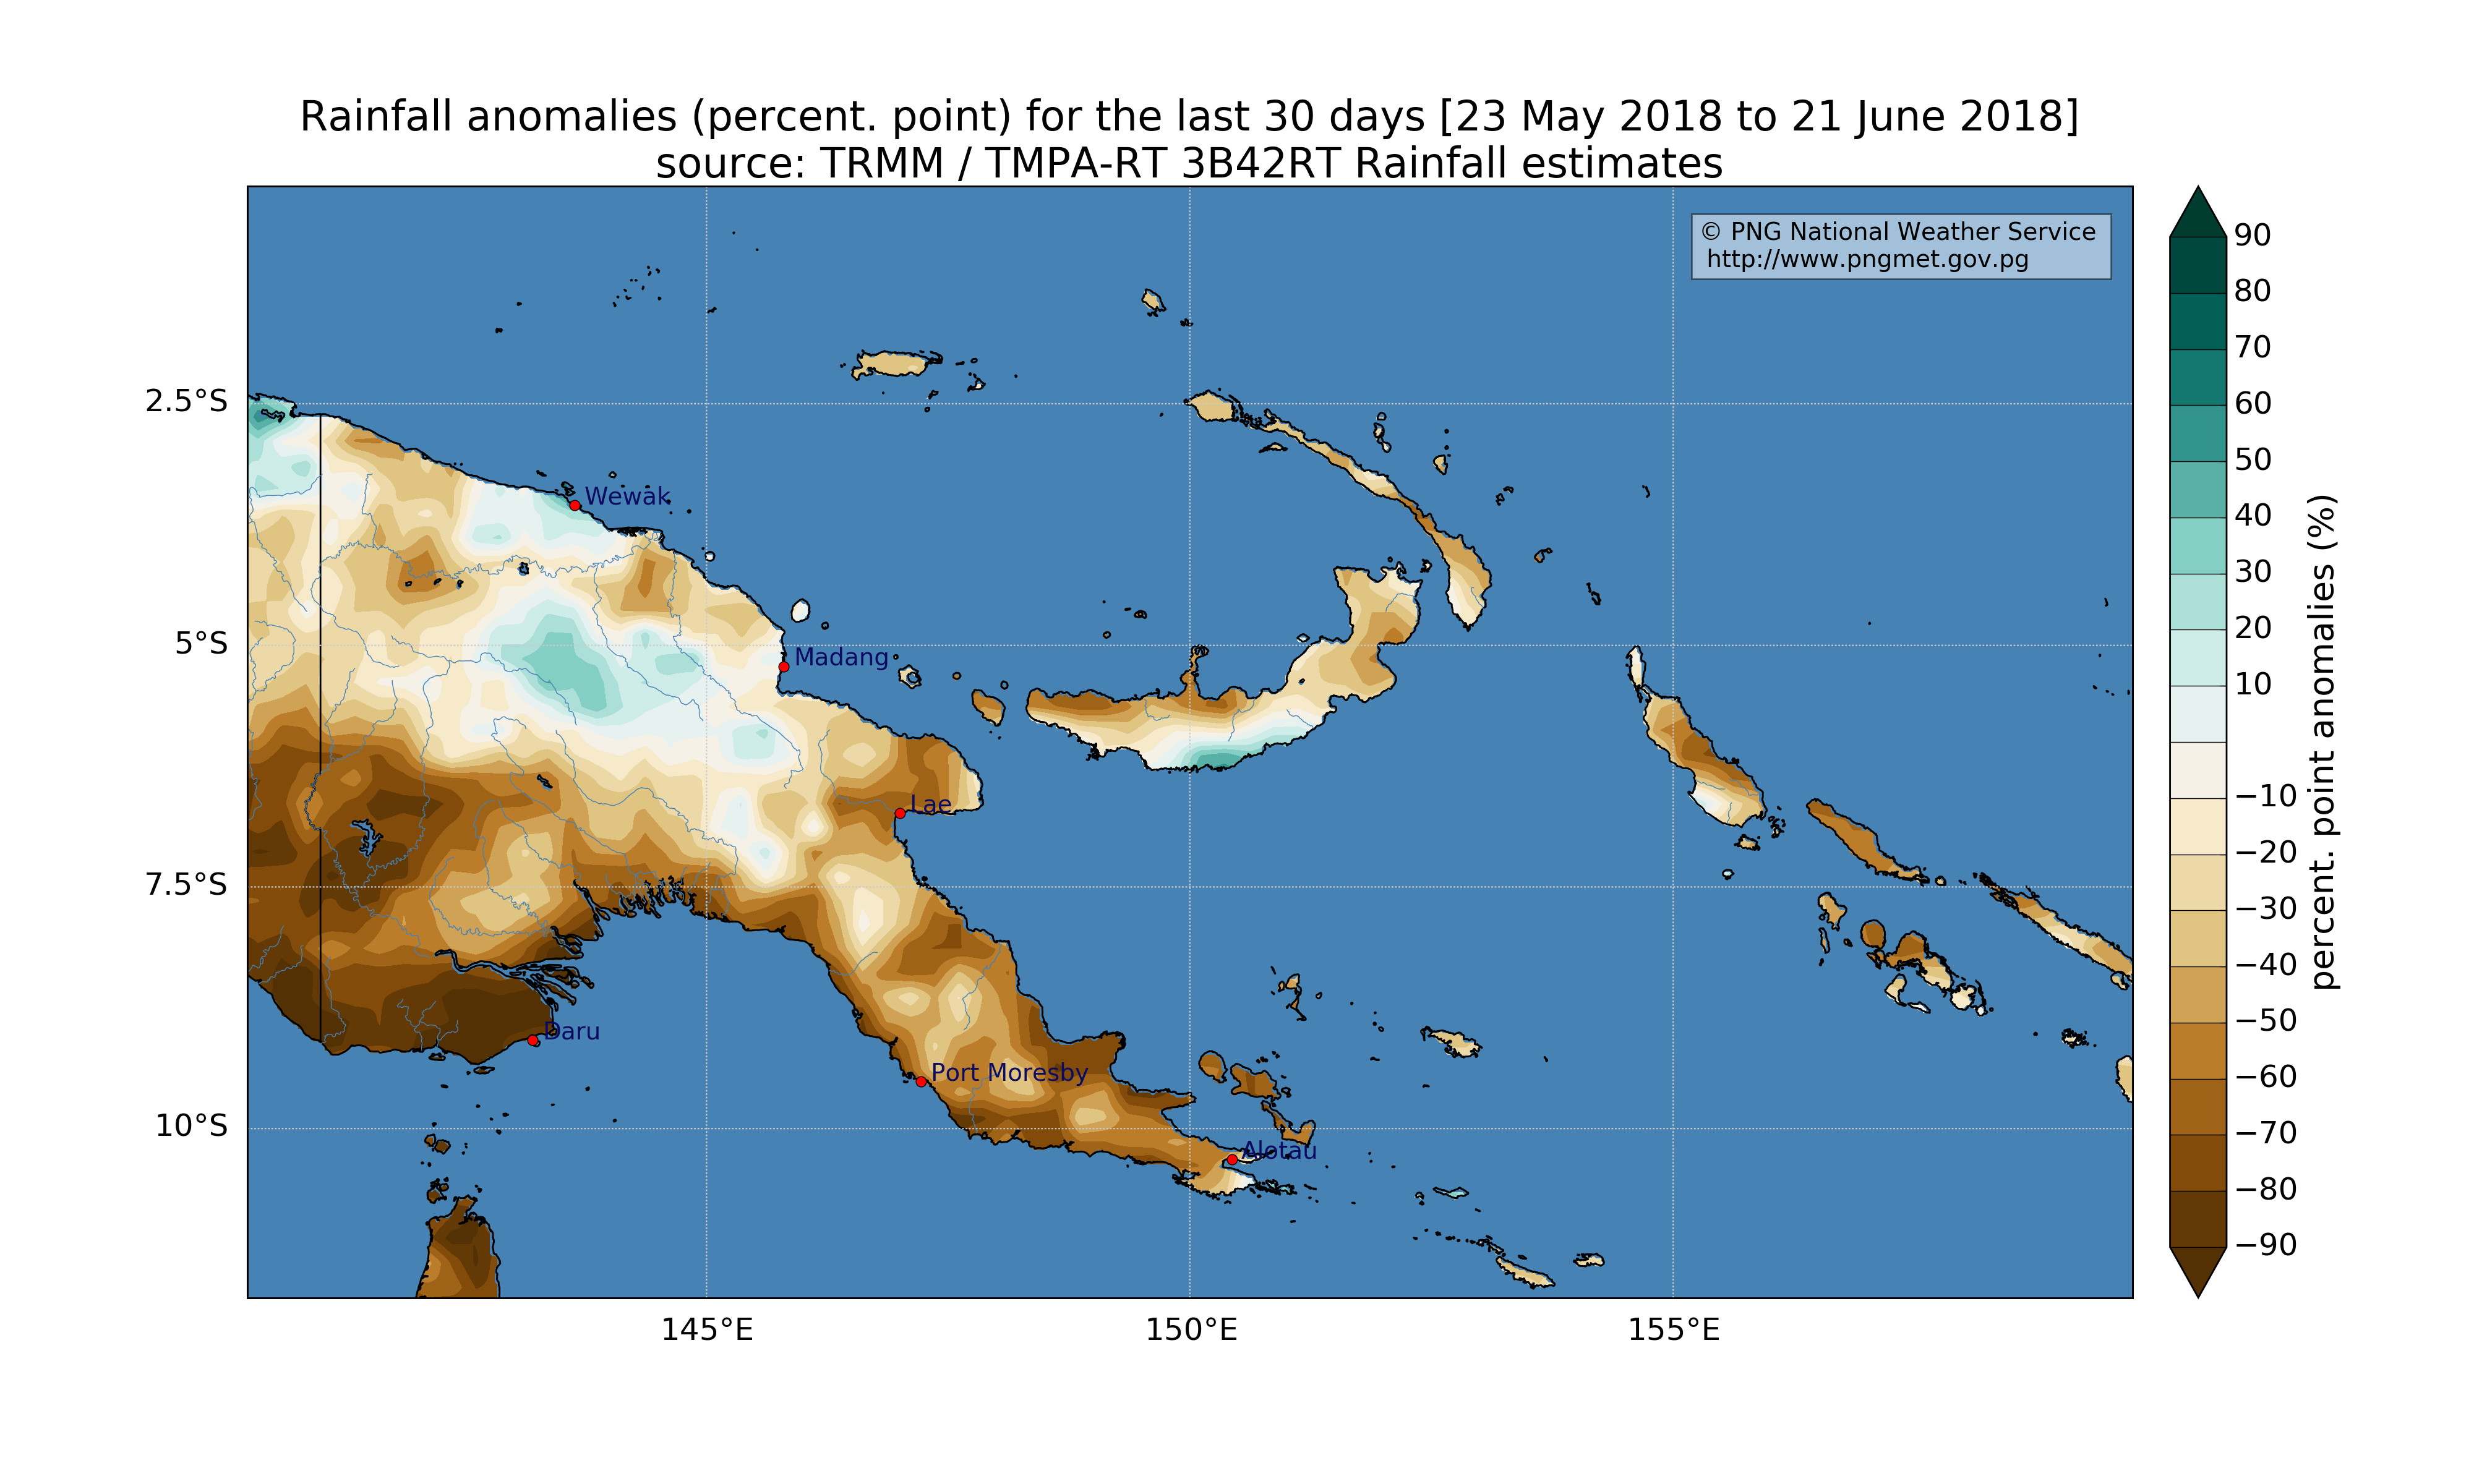 Rainfall anomalies (percent. point) for the last 30 days [23 May 2018 to 21 June 2018]
source: TRMM / TMPA-RT 3B42RT Rainfall estimates
© PNG National Weather Service
http://www.pngmet.gov.pg
2.5°S
5°S
7.5°S
10°S
Wewak
Madang
Lae
Daru
Port Moresby
Alotau
145°E
150°E
155°E
90
80
70
60
50
40
30
20
10
−10
−20
−30
−40
−50
−60
−70
−80
−90
percent. point anomalies (%)